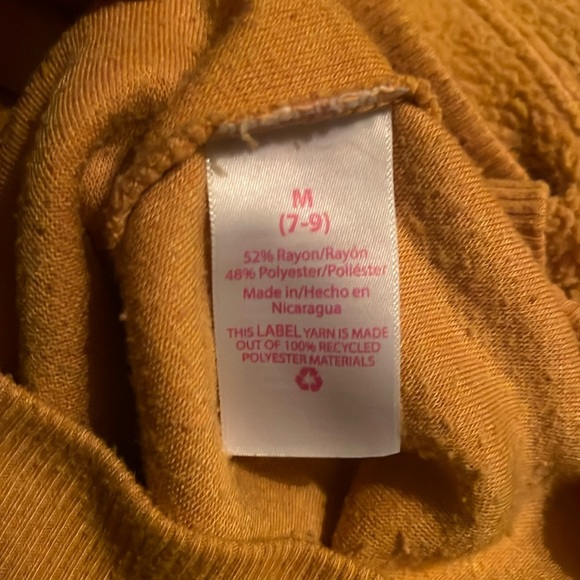 M
(7-9)
52% Rayon/Rayón
48% Polyester/Poliéster
Made in/Hecho en
Nicaragua
THIS LABEL YARN IS MADE
OUT OF 100% RECYCLED
POLYESTER MATERIALS